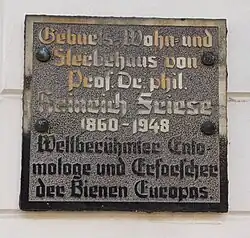 Geburts-Wohn- und
Sterbehaus von
Prof. Dr. phil.
Heinrich Friese
1860-1948
Weltberühmter Ento-
mologe und Erforscher
der Bienen Europas.